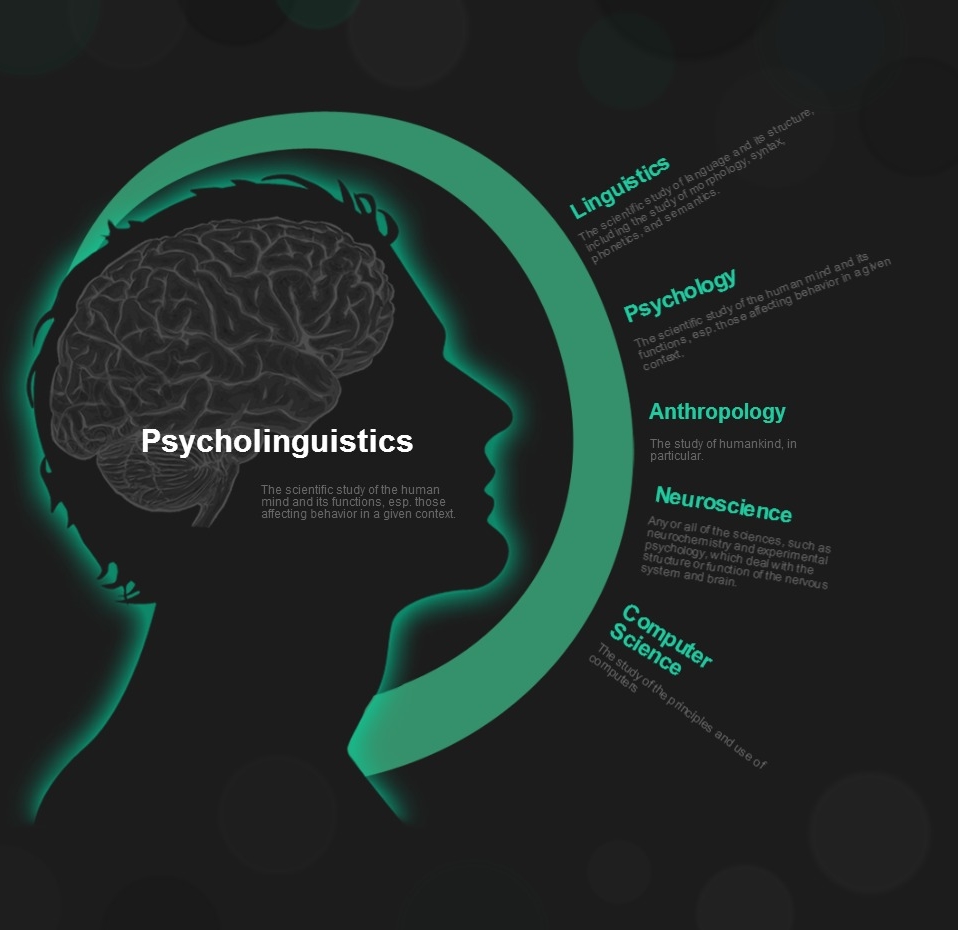 Linguistics
The scientific study of language and its structure,
including the study of morphology, syntax,
phonetics, and semantics.
Psychology
The scientific study of the human mind and its
functions, esp. those affecting behavior in a given
context.
Anthropology
The study of humankind, in
particular.
Psycholinguistics
The scientific study of the human
mind and its functions, esp. those
affecting behavior in a given context.
Neuroscience
Any or all of the sciences, such as
neurochemistry and experimental
psychology, which deal with the
structure or function of the nervous
system and brain.
Computer
Science
The study of the principles and use of
computers